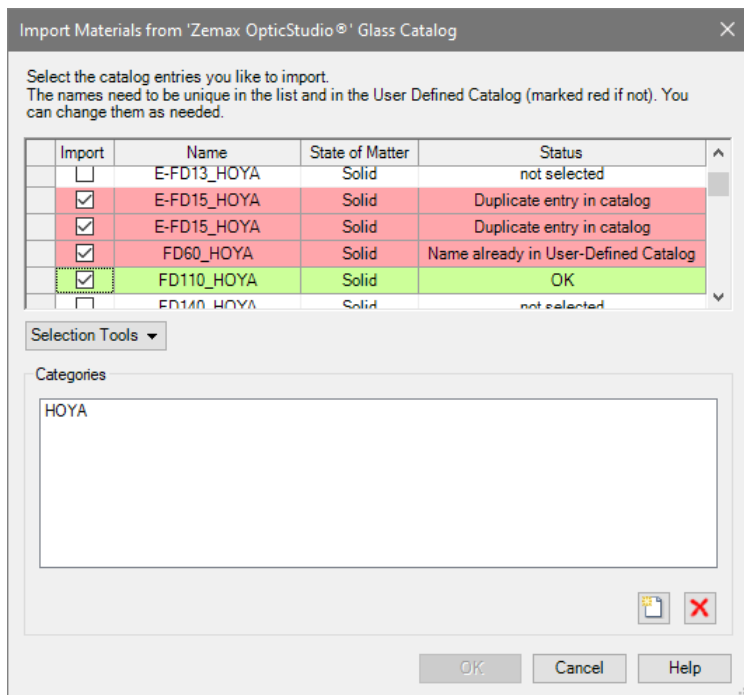 Import Materials from 'Zemax OpticStudio®' Glass Catalog
Select the catalog entries you like to import.
The names need to be unique in the list and in the User Defined Catalog (marked red if not). You
can change them as needed.
Import Name State of Matter Status
E-FD13_HOYA Solid not selected
E-FD15_HOYA Solid Duplicate entry in catalog
E-FD15_HOYA Solid Duplicate entry in catalog
FD60_HOYA Solid Name already in User-Defined Catalog
FD110_HOYA Solid OK
FD140_HOYA Solid not selected
Selection Tools
Categories
HOYA
OK Cancel Help